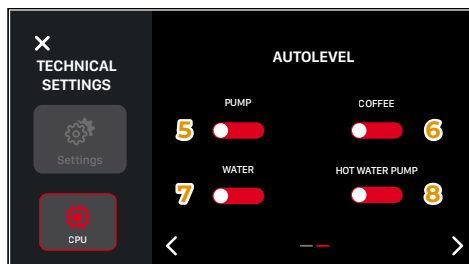 TECHNICAL
SETTINGS
Settings
CPU
AUTOLEVEL
PUMP
COFFEE
5
6
WATER
HOT WATER PUMP
7
8